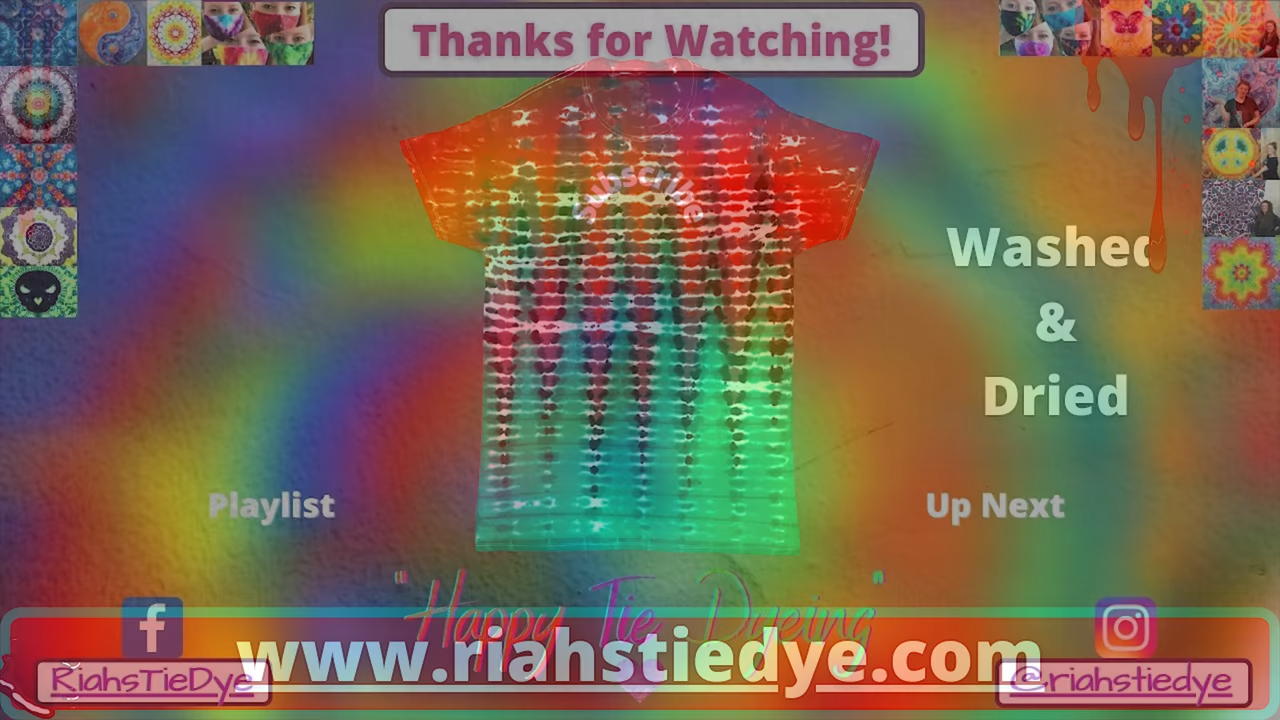 Thanks for Watching!
Subscribe
Washed
&
Dried
Playlist
Up Next
"Happy Tie Dyeing"
www.riahstiedye.com
RiahsTieDye
@riahstiedye